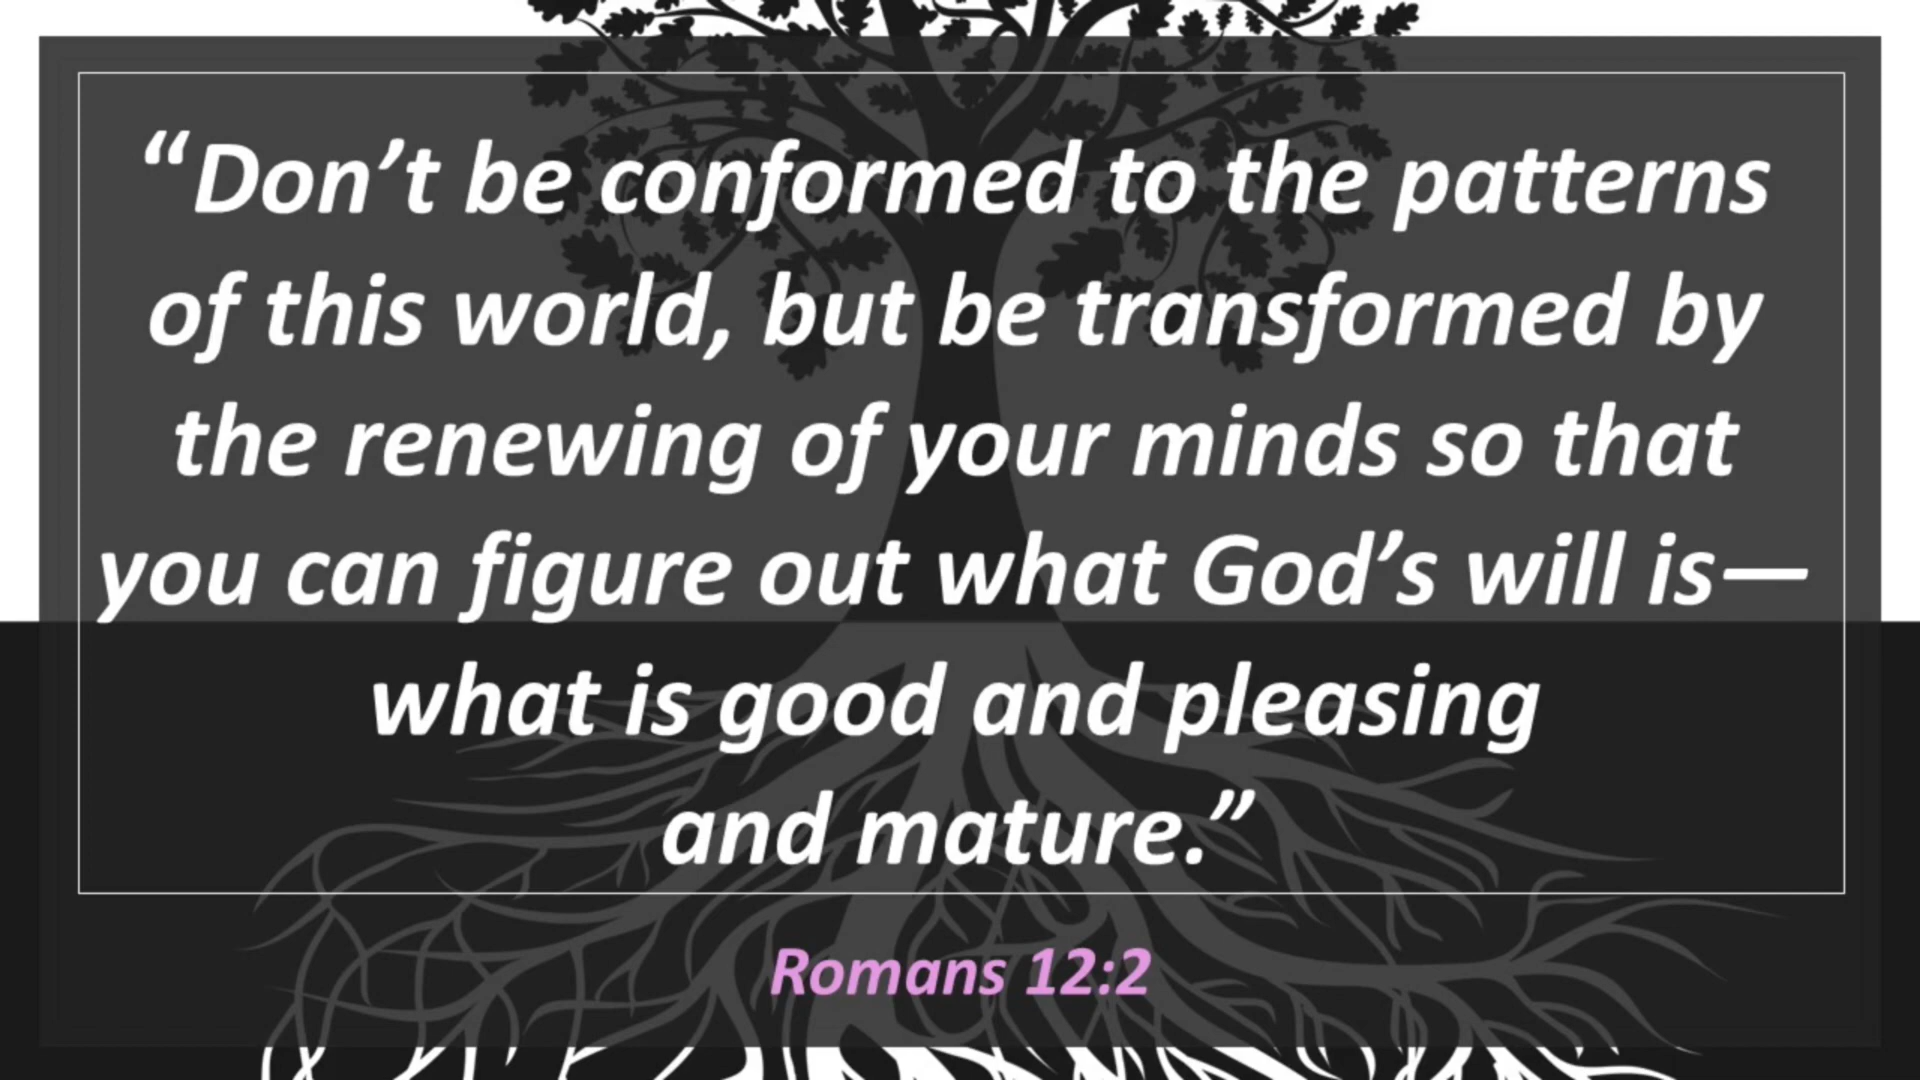 “Don’t be conformed to the patterns
of this world, but be transformed by
the renewing of your minds so that
you can figure out what God’s will is—
what is good and pleasing
and mature.”
Romans 12:2